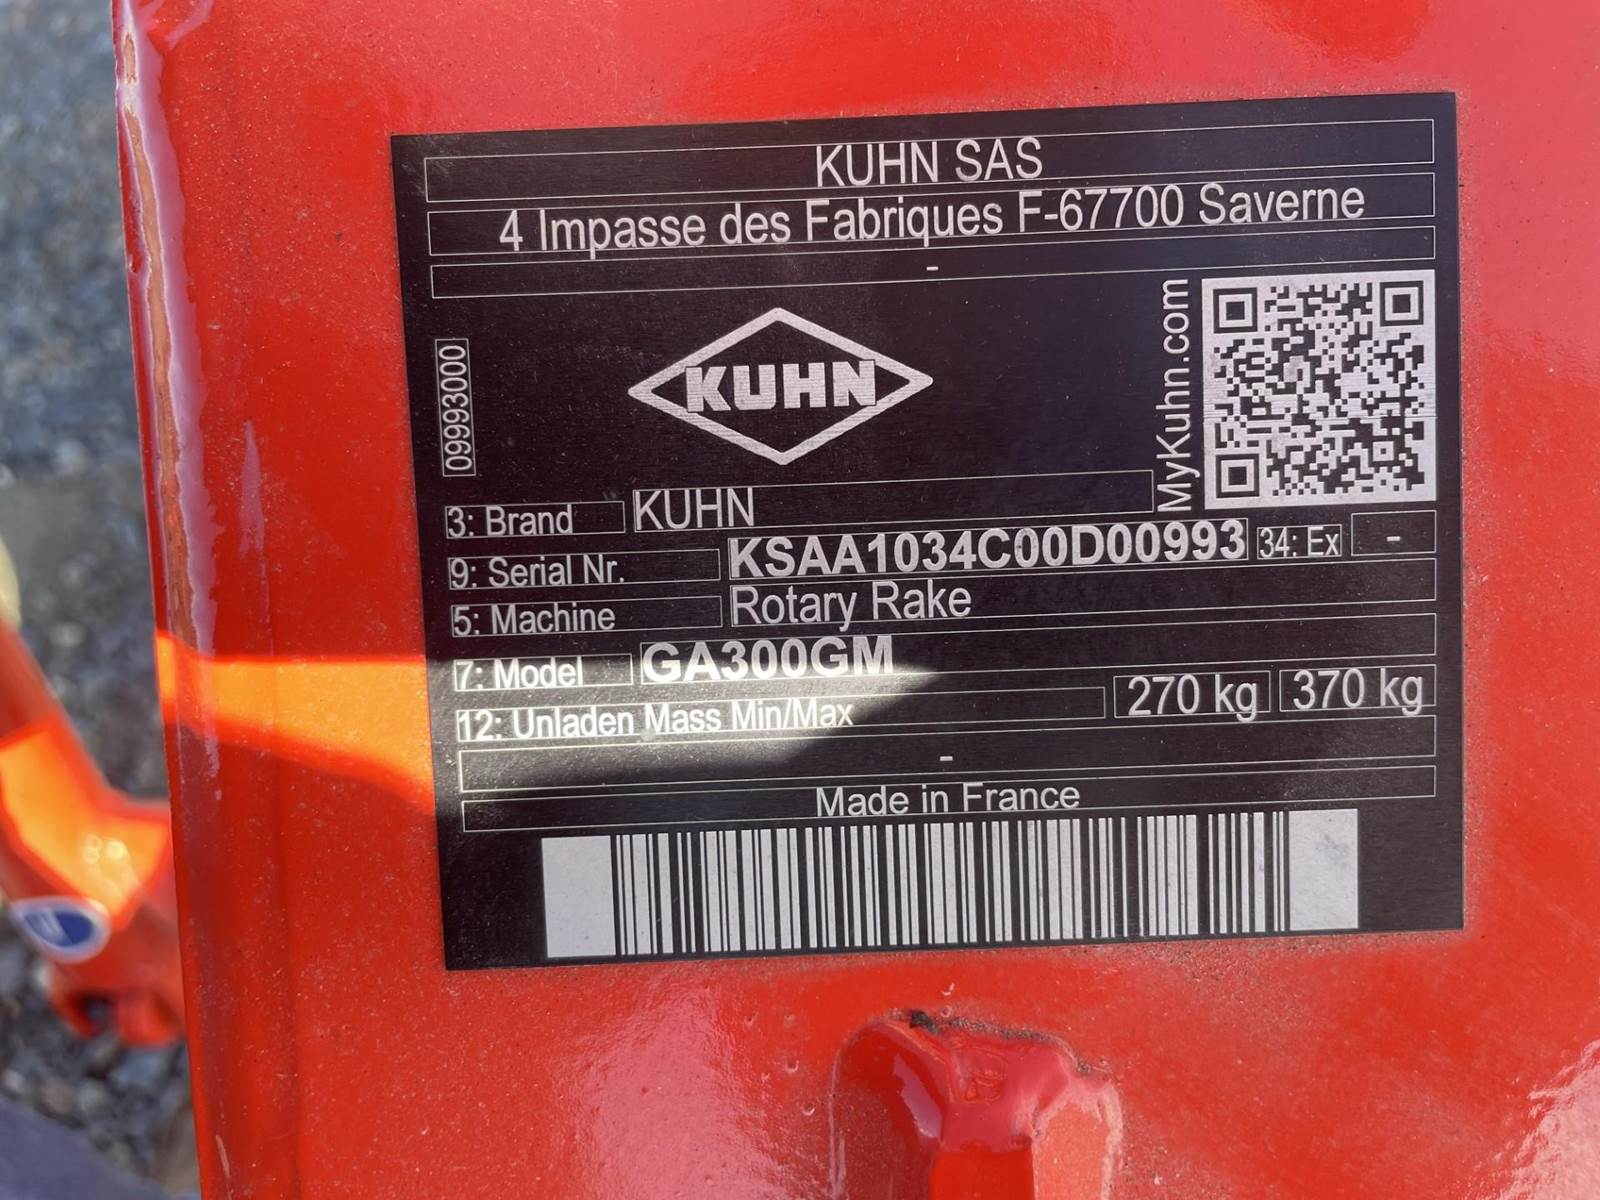 KUHN SAS
4 Impasse des Fabriques F-67700 Saverne
-
09993000
KUHN
MyKuhn.com
3: Brand KUHN
9: Serial Nr. KSAA1034C00D00993 34: Ex -
5: Machine Rotary Rake
7: Model GA300GM
12: Unladen Mass Min/Max 270 kg 370 kg
-
Made in France